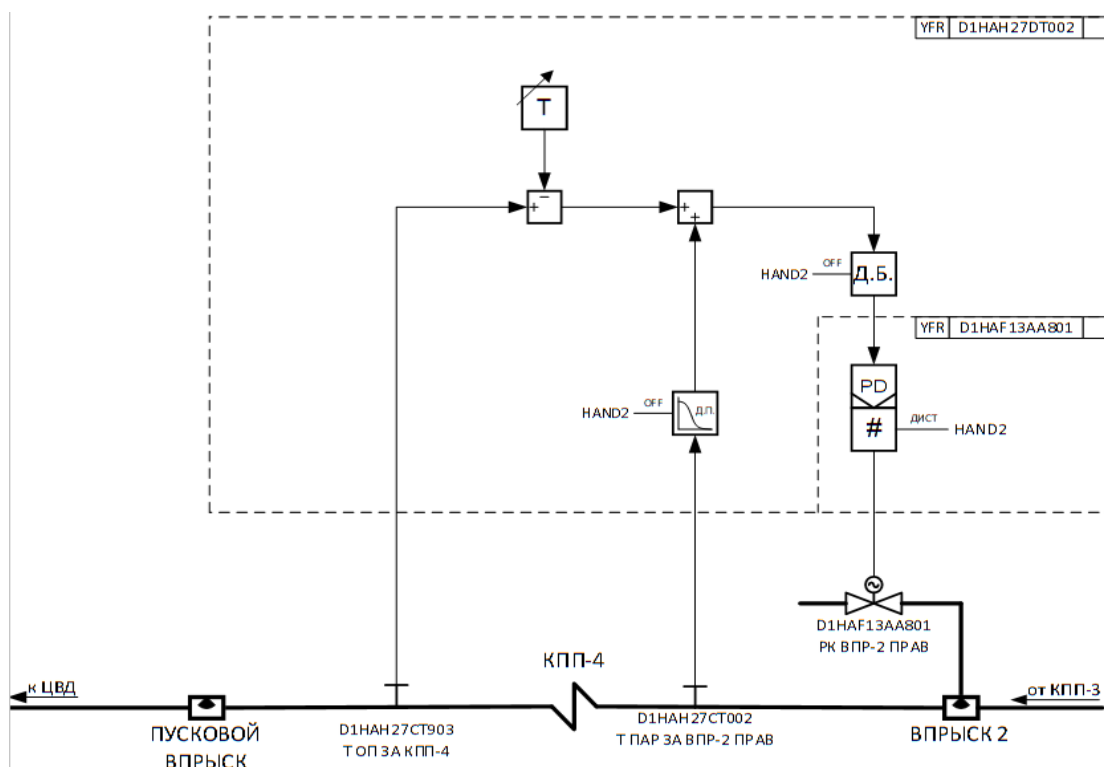 YFR D1HAH27DT002
T
−
+
+
+
OFF
HAND2
Д.Б.
YFR D1HAF13AA801
PD
OFF
HAND2
Д.П.
#
ДИСТ
HAND2
D1HAF13AA801
РК ВПР-2 ПРАВ
КПП-4
к ЦВД
от КПП-3
ПУСКОВОЙ
ВПРЫСК
D1HAH27CT903
Т ОП ЗА КПП-4
D1HAH27CT002
Т ПАР ЗА ВПР-2 ПРАВ
ВПРЫСК 2